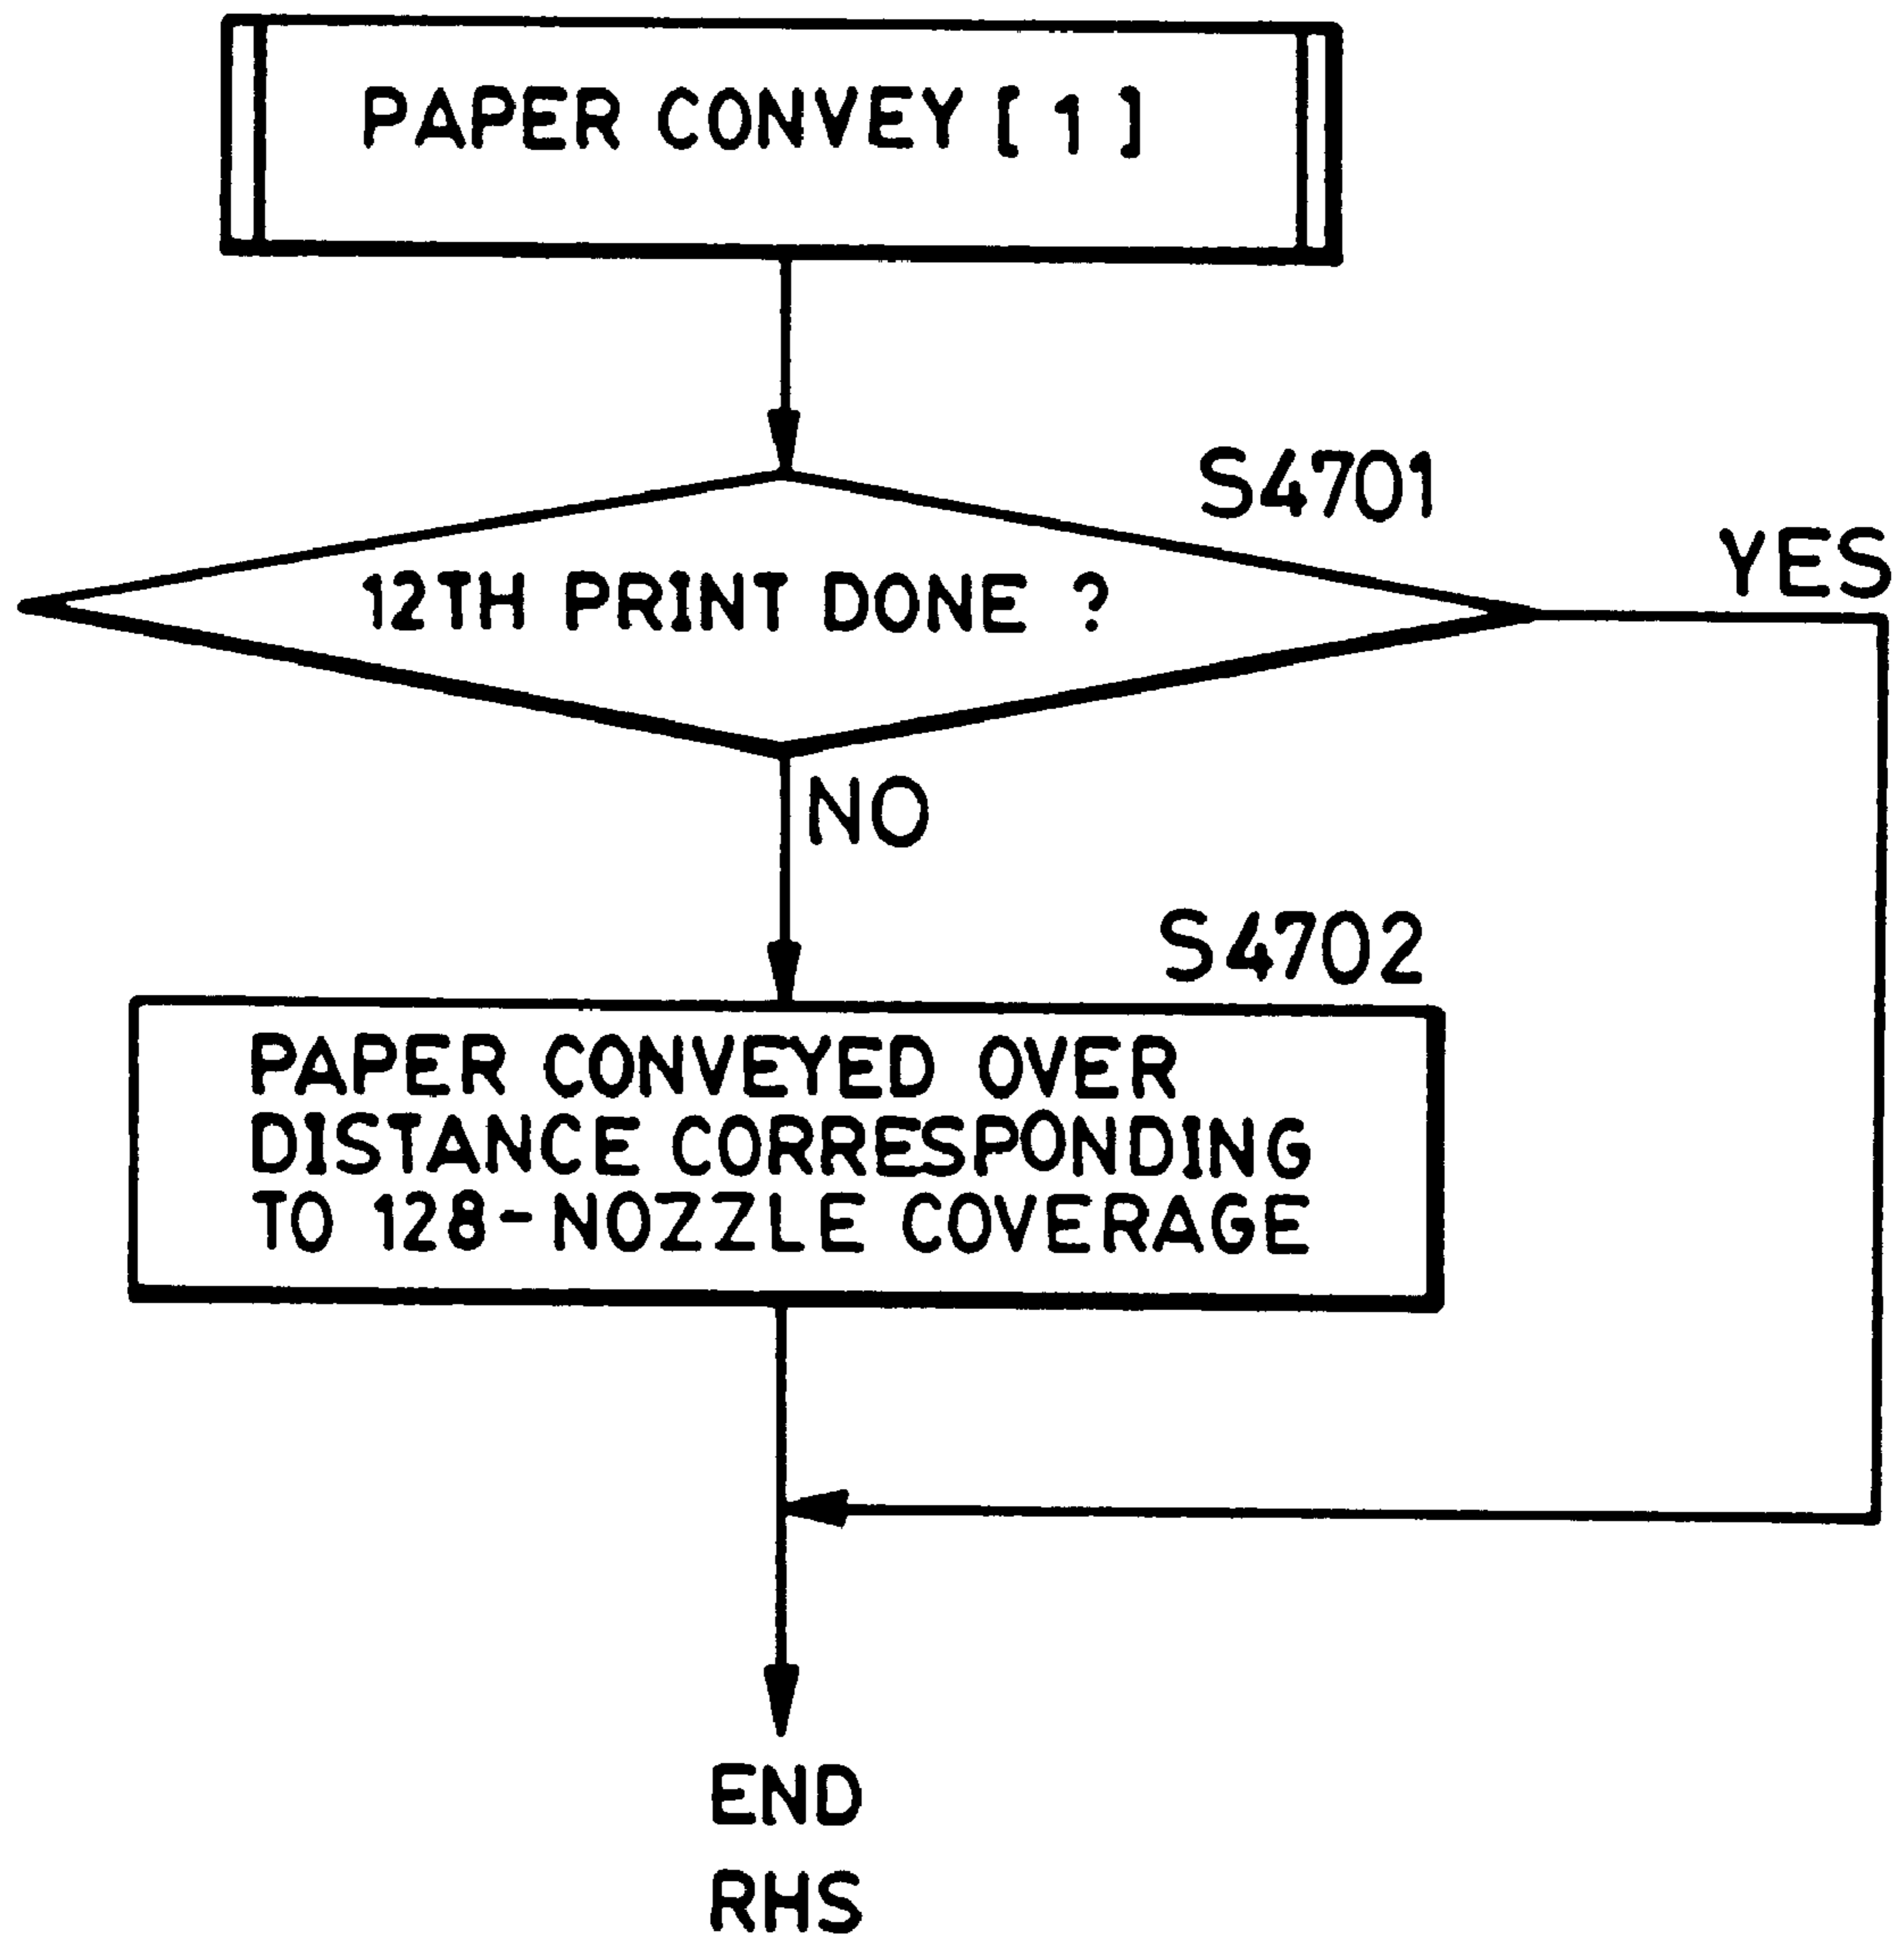 PAPER CONVEY [ 1 ]
S4701
YES
12TH PRINT DONE ?
NO
S4702
PAPER CONVEYED OVER
DISTANCE CORRESPONDING
TO 128-NOZZLE COVERAGE
END
RHS